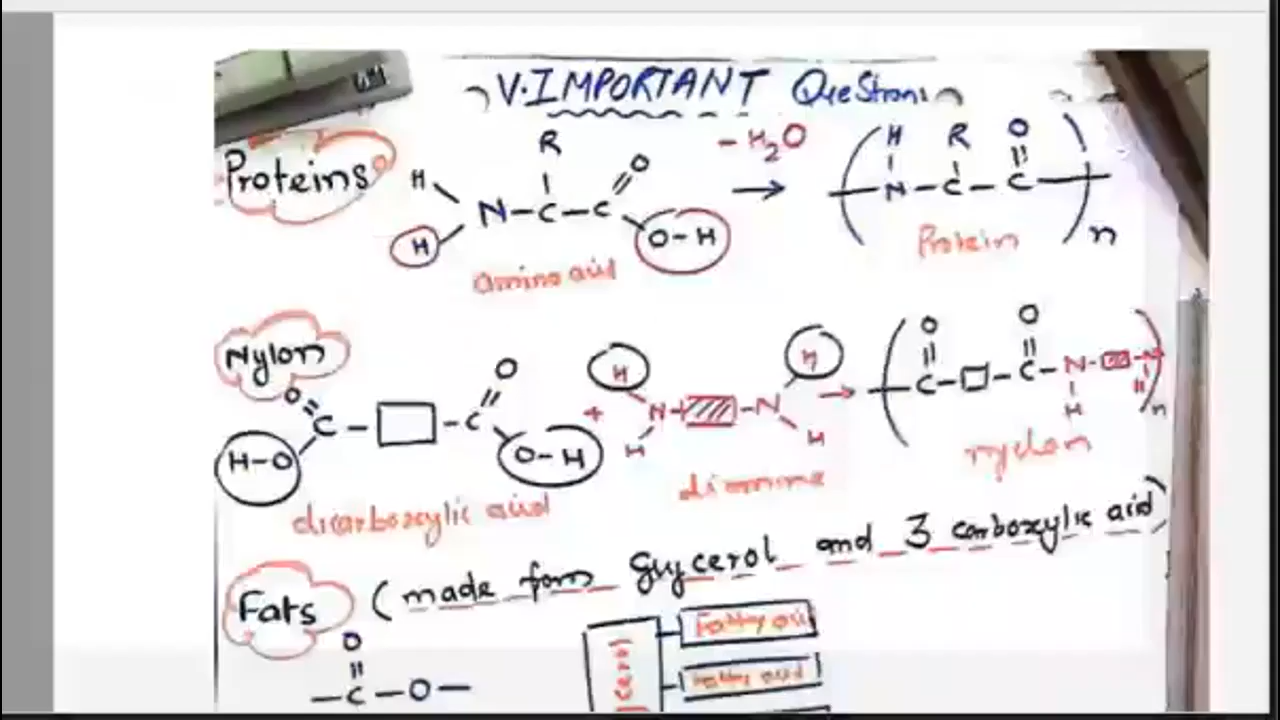 V.IMPORTANT Questions
Proteins
H
H
N-C-C
R
O
O-H
amino acid
- H2O
→
H R O
N-C-C
n
Protein
Nylon
O
H-O
C
C
O
O-H
dicarboxylic acid
+
H
H
N
N
H
H
diamine
→
O O
C
C-N
H
n
nylon
Fats (made form Glycerol and 3 carboxylic acid)
O
-C-O-
Fatty acid
Fatty acid